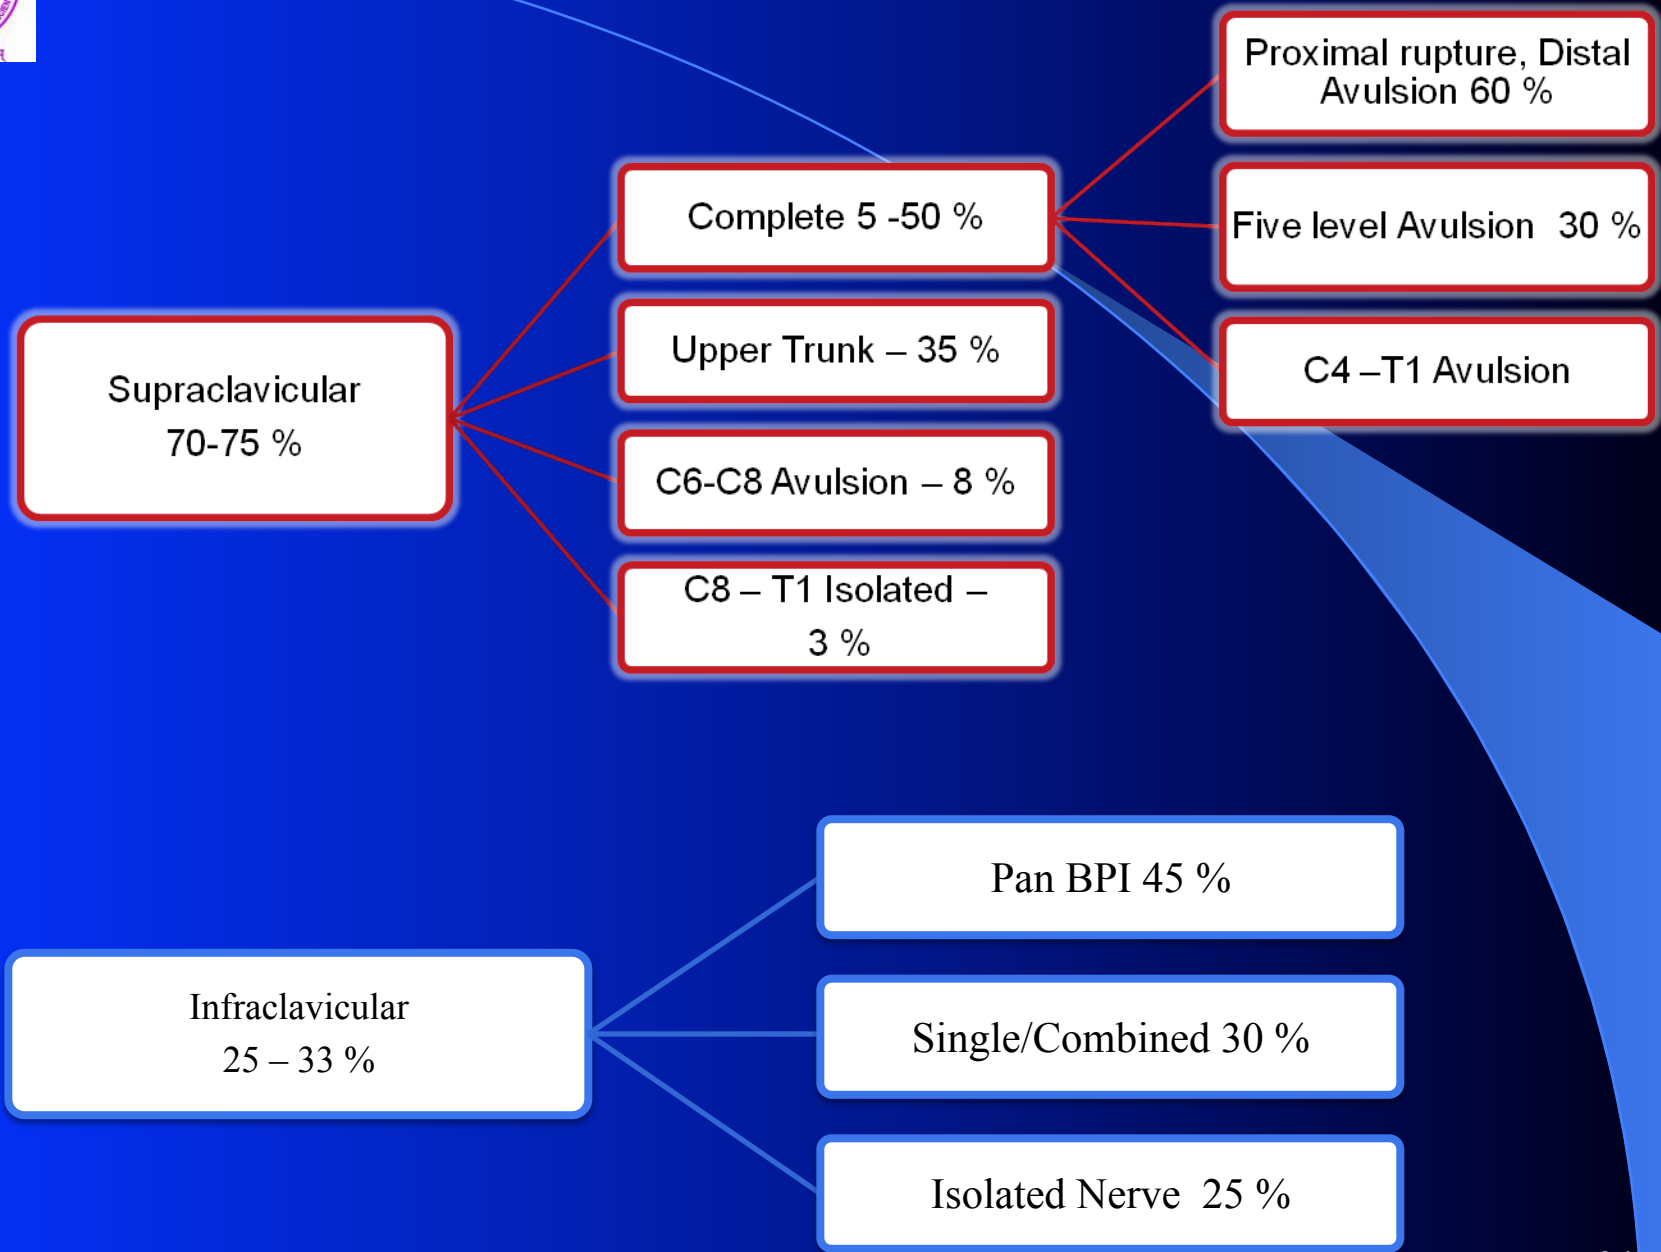 Supraclavicular
70-75 %
Complete 5 -50 %
Upper Trunk – 35 %
C6-C8 Avulsion – 8 %
C8 – T1 Isolated –
3 %
Proximal rupture, Distal
Avulsion 60 %
Five level Avulsion 30 %
C4 –T1 Avulsion
Infraclavicular
25 – 33 %
Pan BPI 45 %
Single/Combined 30 %
Isolated Nerve 25 %